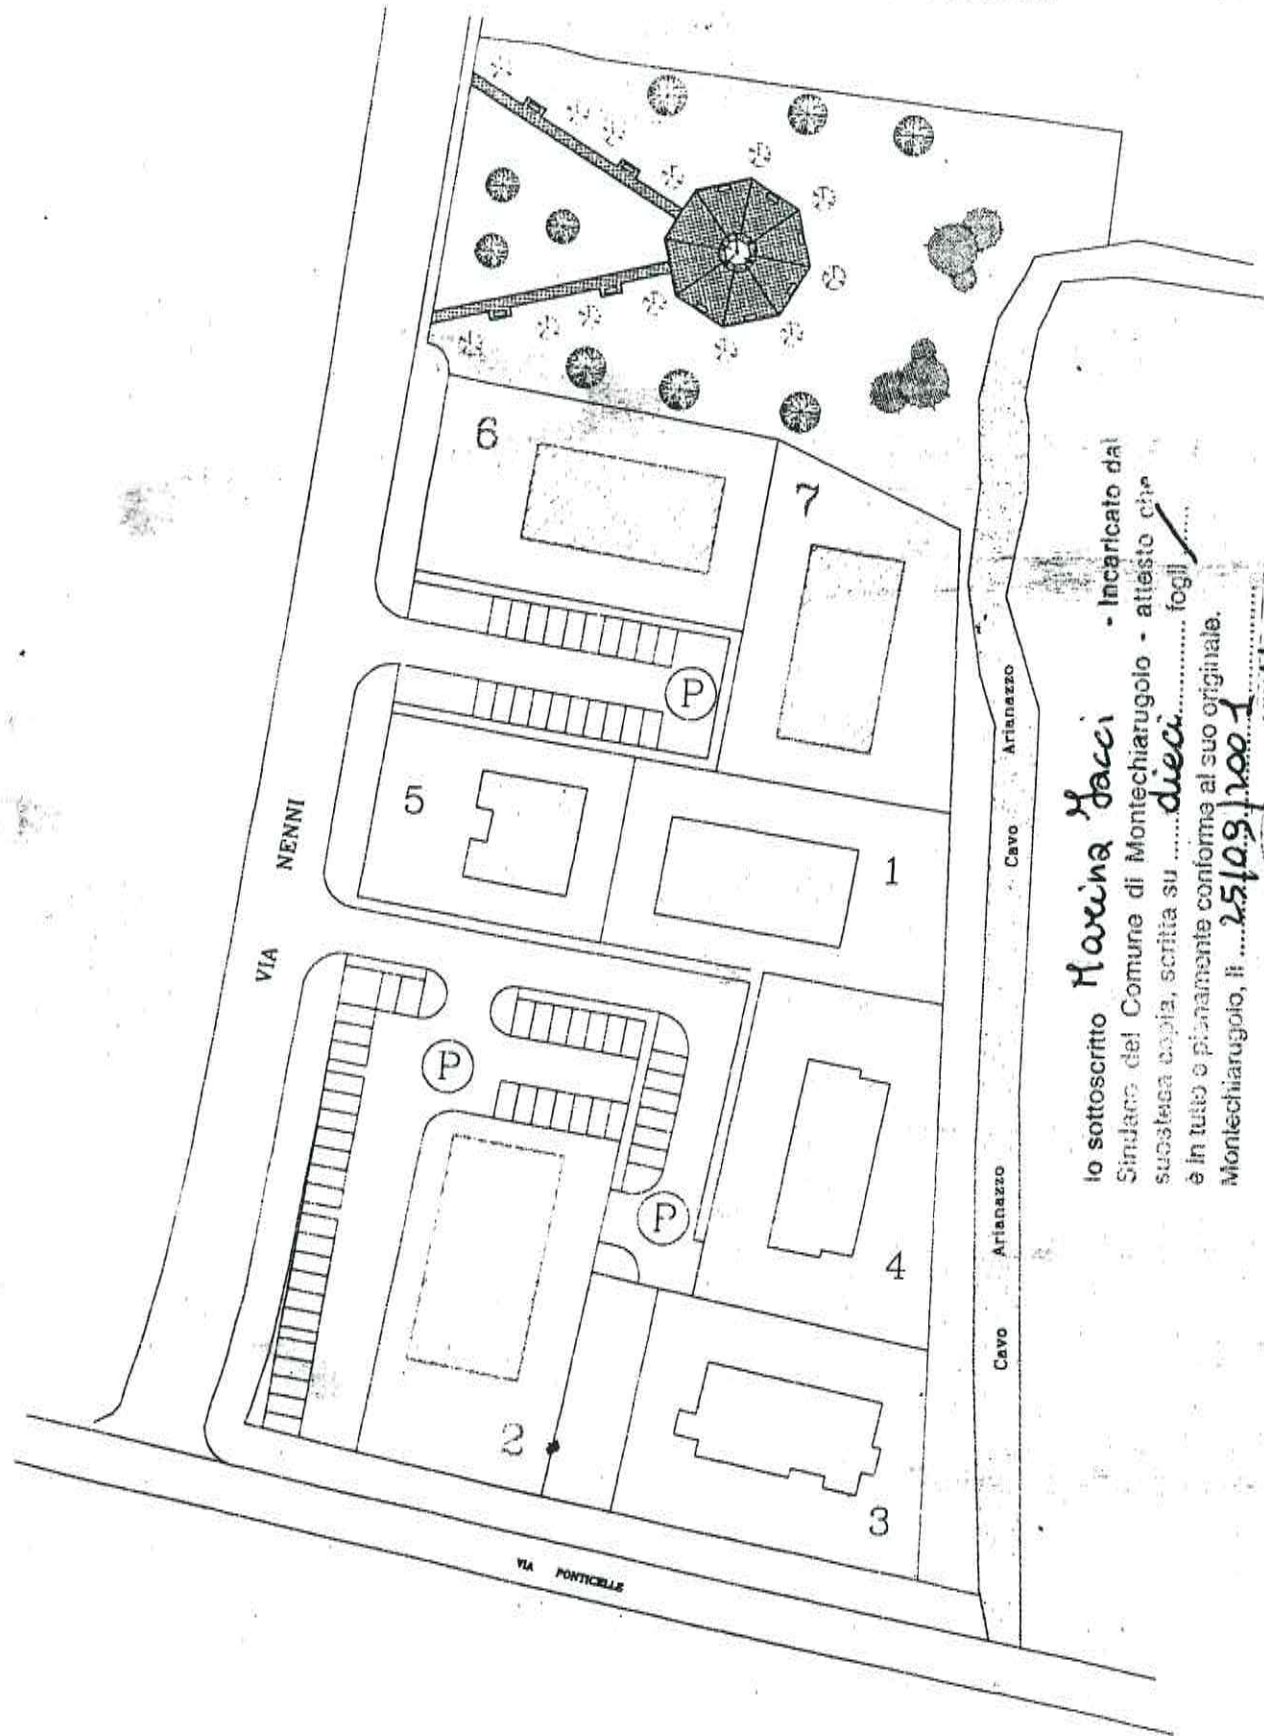 VIA NENNI
VIA PONTICELLE
6
7
5
1
2
4
3
P
P
P
Cavo Arianazzo
Cavo Arianazzo
Io sottoscritto Marina Jacci - Incaricato dal
Sindaco del Comune di Montechiarugolo - attesto che
suestesa copia, scritta su ..... dieci ............ fogli .......
è in tutto e pienamente conforme al suo originale.
Montechiarugolo, li .... 25/09/2001 ............